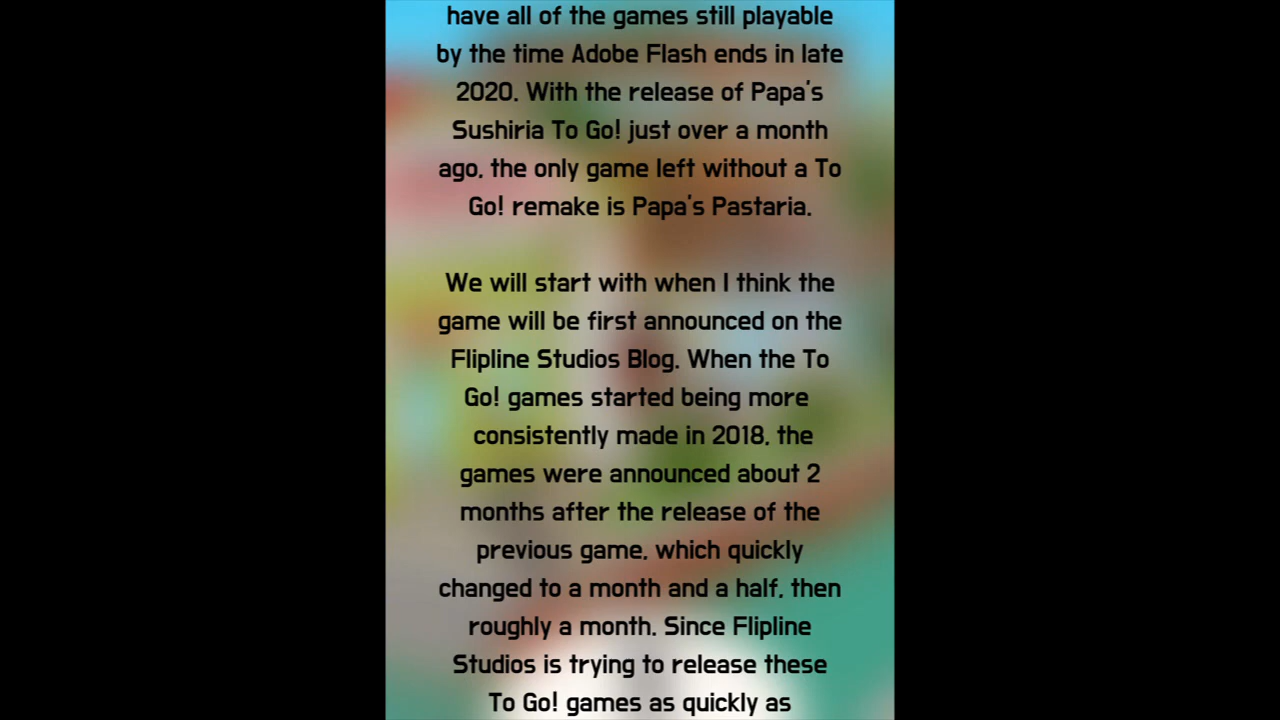 have all of the games still playable
by the time Adobe Flash ends in late
2020. With the release of Papa's
Sushiria To Go! just over a month
ago, the only game left without a To
Go! remake is Papa's Pastaria.
We will start with when I think the
game will be first announced on the
Flipline Studios Blog. When the To
Go! games started being more
consistently made in 2018, the
games were announced about 2
months after the release of the
previous game, which quickly
changed to a month and a half, then
roughly a month. Since Flipline
Studios is trying to release these
To Go! games as quickly as